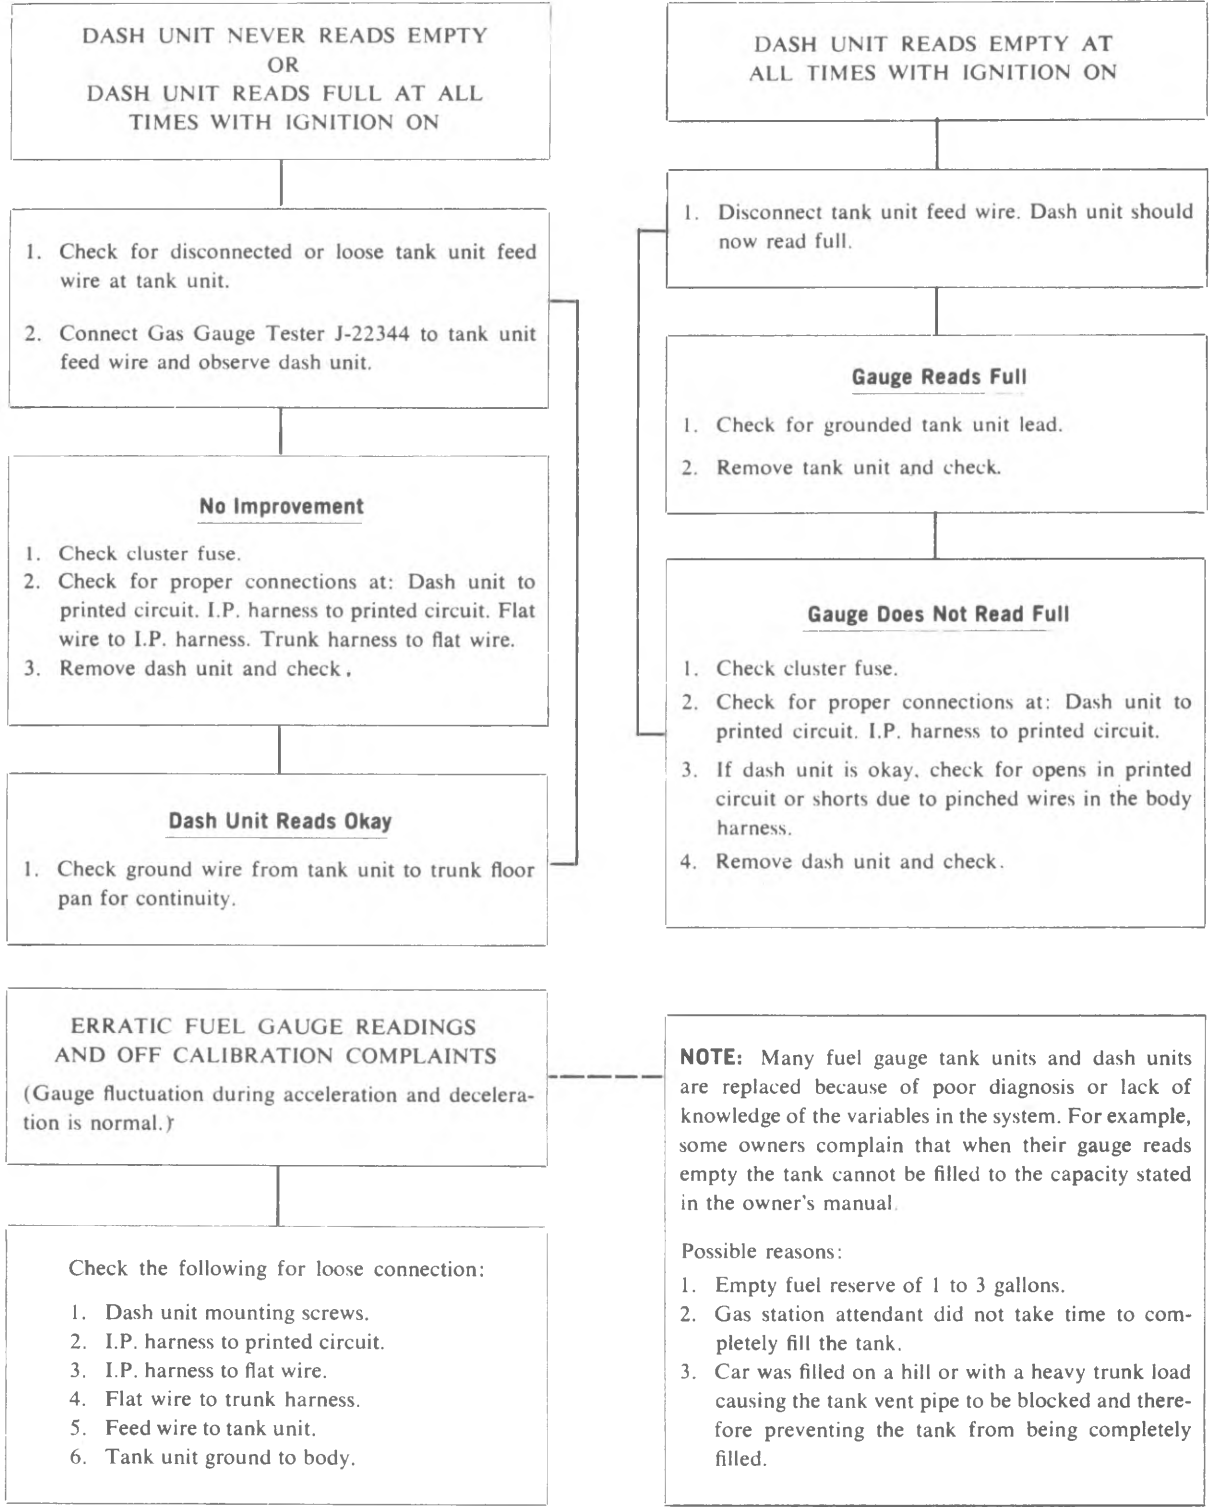 DASH UNIT NEVER READS EMPTY
OR
DASH UNIT READS FULL AT ALL
TIMES WITH IGNITION ON
1. Check for disconnected or loose tank unit feed
wire at tank unit.
2. Connect Gas Gauge Tester J-22344 to tank unit
feed wire and observe dash unit.
No Improvement
1. Check cluster fuse.
2. Check for proper connections at: Dash unit to
printed circuit. I.P. harness to printed circuit. Flat
wire to I.P. harness. Trunk harness to flat wire.
3. Remove dash unit and check.
Dash Unit Reads Okay
1. Check ground wire from tank unit to trunk floor
pan for continuity.
DASH UNIT READS EMPTY AT
ALL TIMES WITH IGNITION ON
1. Disconnect tank unit feed wire. Dash unit should
now read full.
Gauge Reads Full
1. Check for grounded tank unit lead.
2. Remove tank unit and check.
Gauge Does Not Read Full
1. Check cluster fuse.
2. Check for proper connections at: Dash unit to
printed circuit. I.P. harness to printed circuit.
3. If dash unit is okay, check for opens in printed
circuit or shorts due to pinched wires in the body
harness.
4. Remove dash unit and check.
ERRATIC FUEL GAUGE READINGS
AND OFF CALIBRATION COMPLAINTS
(Gauge fluctuation during acceleration and decelera-
tion is normal.)
Check the following for loose connection:
1. Dash unit mounting screws.
2. I.P. harness to printed circuit.
3. I.P. harness to flat wire.
4. Flat wire to trunk harness.
5. Feed wire to tank unit.
6. Tank unit ground to body.
NOTE: Many fuel gauge tank units and dash units
are replaced because of poor diagnosis or lack of
knowledge of the variables in the system. For example,
some owners complain that when their gauge reads
empty the tank cannot be filled to the capacity stated
in the owner's manual.
Possible reasons:
1. Empty fuel reserve of 1 to 3 gallons.
2. Gas station attendant did not take time to com-
pletely fill the tank.
3. Car was filled on a hill or with a heavy trunk load
causing the tank vent pipe to be blocked and there-
fore preventing the tank from being completely
filled.